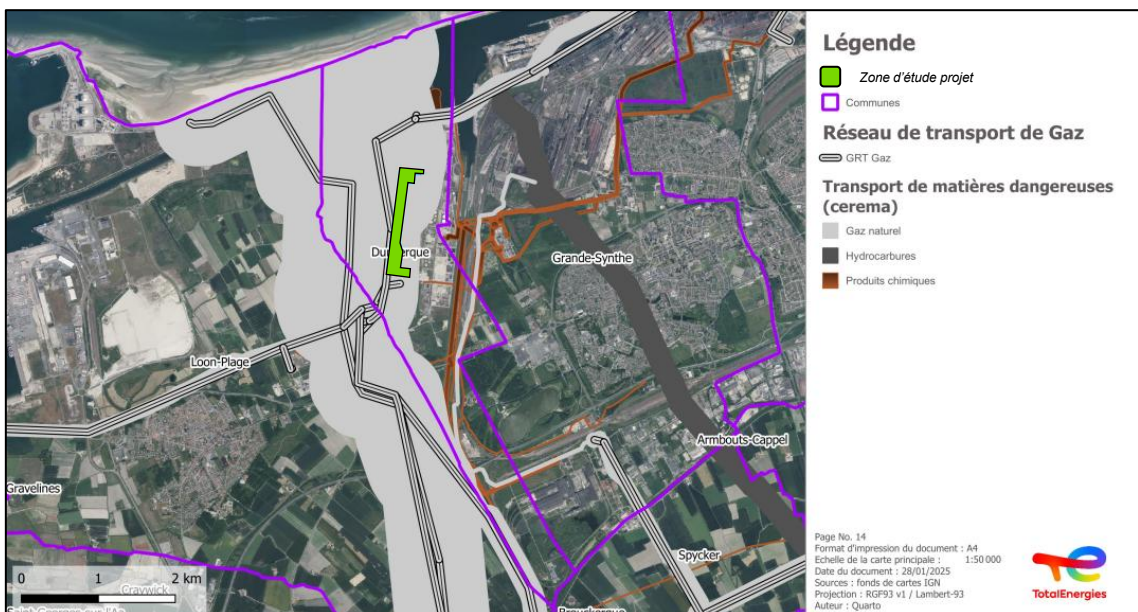 Légende
Zone d'étude projet
Communes
Réseau de transport de Gaz
GRT Gaz
Transport de matières dangereuses
(cerema)
Gaz naturel
Hydrocarbures
Produits chimiques
Grande-Synthe
Loon-Plage
Armbouts-Cappel
Gravelines
Spycker
0 1 2 km
Craywick
Page No. 14
Format d'impression du document : A4
Echelle de la carte principale : 1:50 000
Date du document : 28/01/2025
Sources : fonds de cartes IGN
Projection : RGF93 v1 / Lambert-93
Auteur : Quarto
TotalEnergies